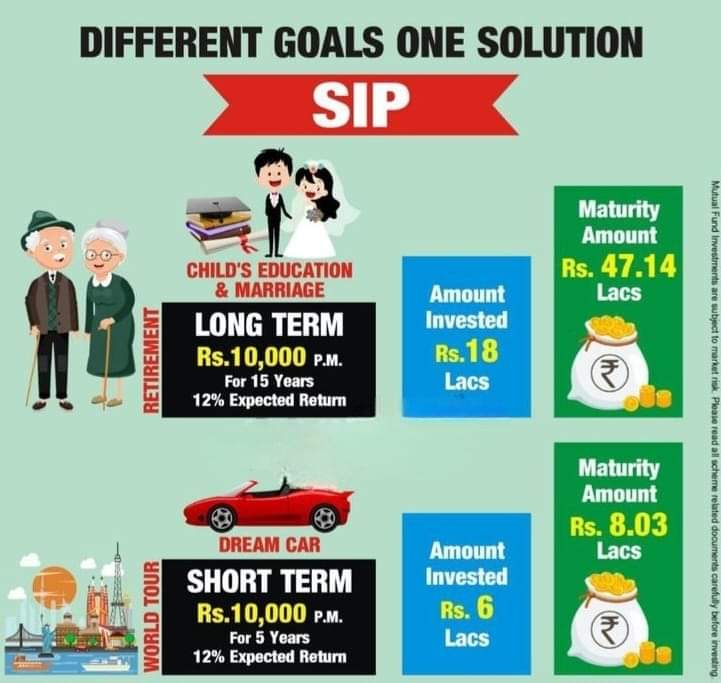 DIFFERENT GOALS ONE SOLUTION
SIP
CHILD'S EDUCATION
& MARRIAGE
RETIREMENT
LONG TERM
Rs.10,000 P.M.
For 15 Years
12% Expected Return
Amount
Invested
Rs.18
Lacs
Maturity
Amount
Rs. 47.14
Lacs
₹
DREAM CAR
WORLD TOUR
SHORT TERM
Rs.10,000 P.M.
For 5 Years
12% Expected Return
Amount
Invested
Rs. 6
Lacs
Maturity
Amount
Rs. 8.03
Lacs
₹
Mutual Fund Investments are subject to market risk. Please read all scheme related documents carefully before investing.